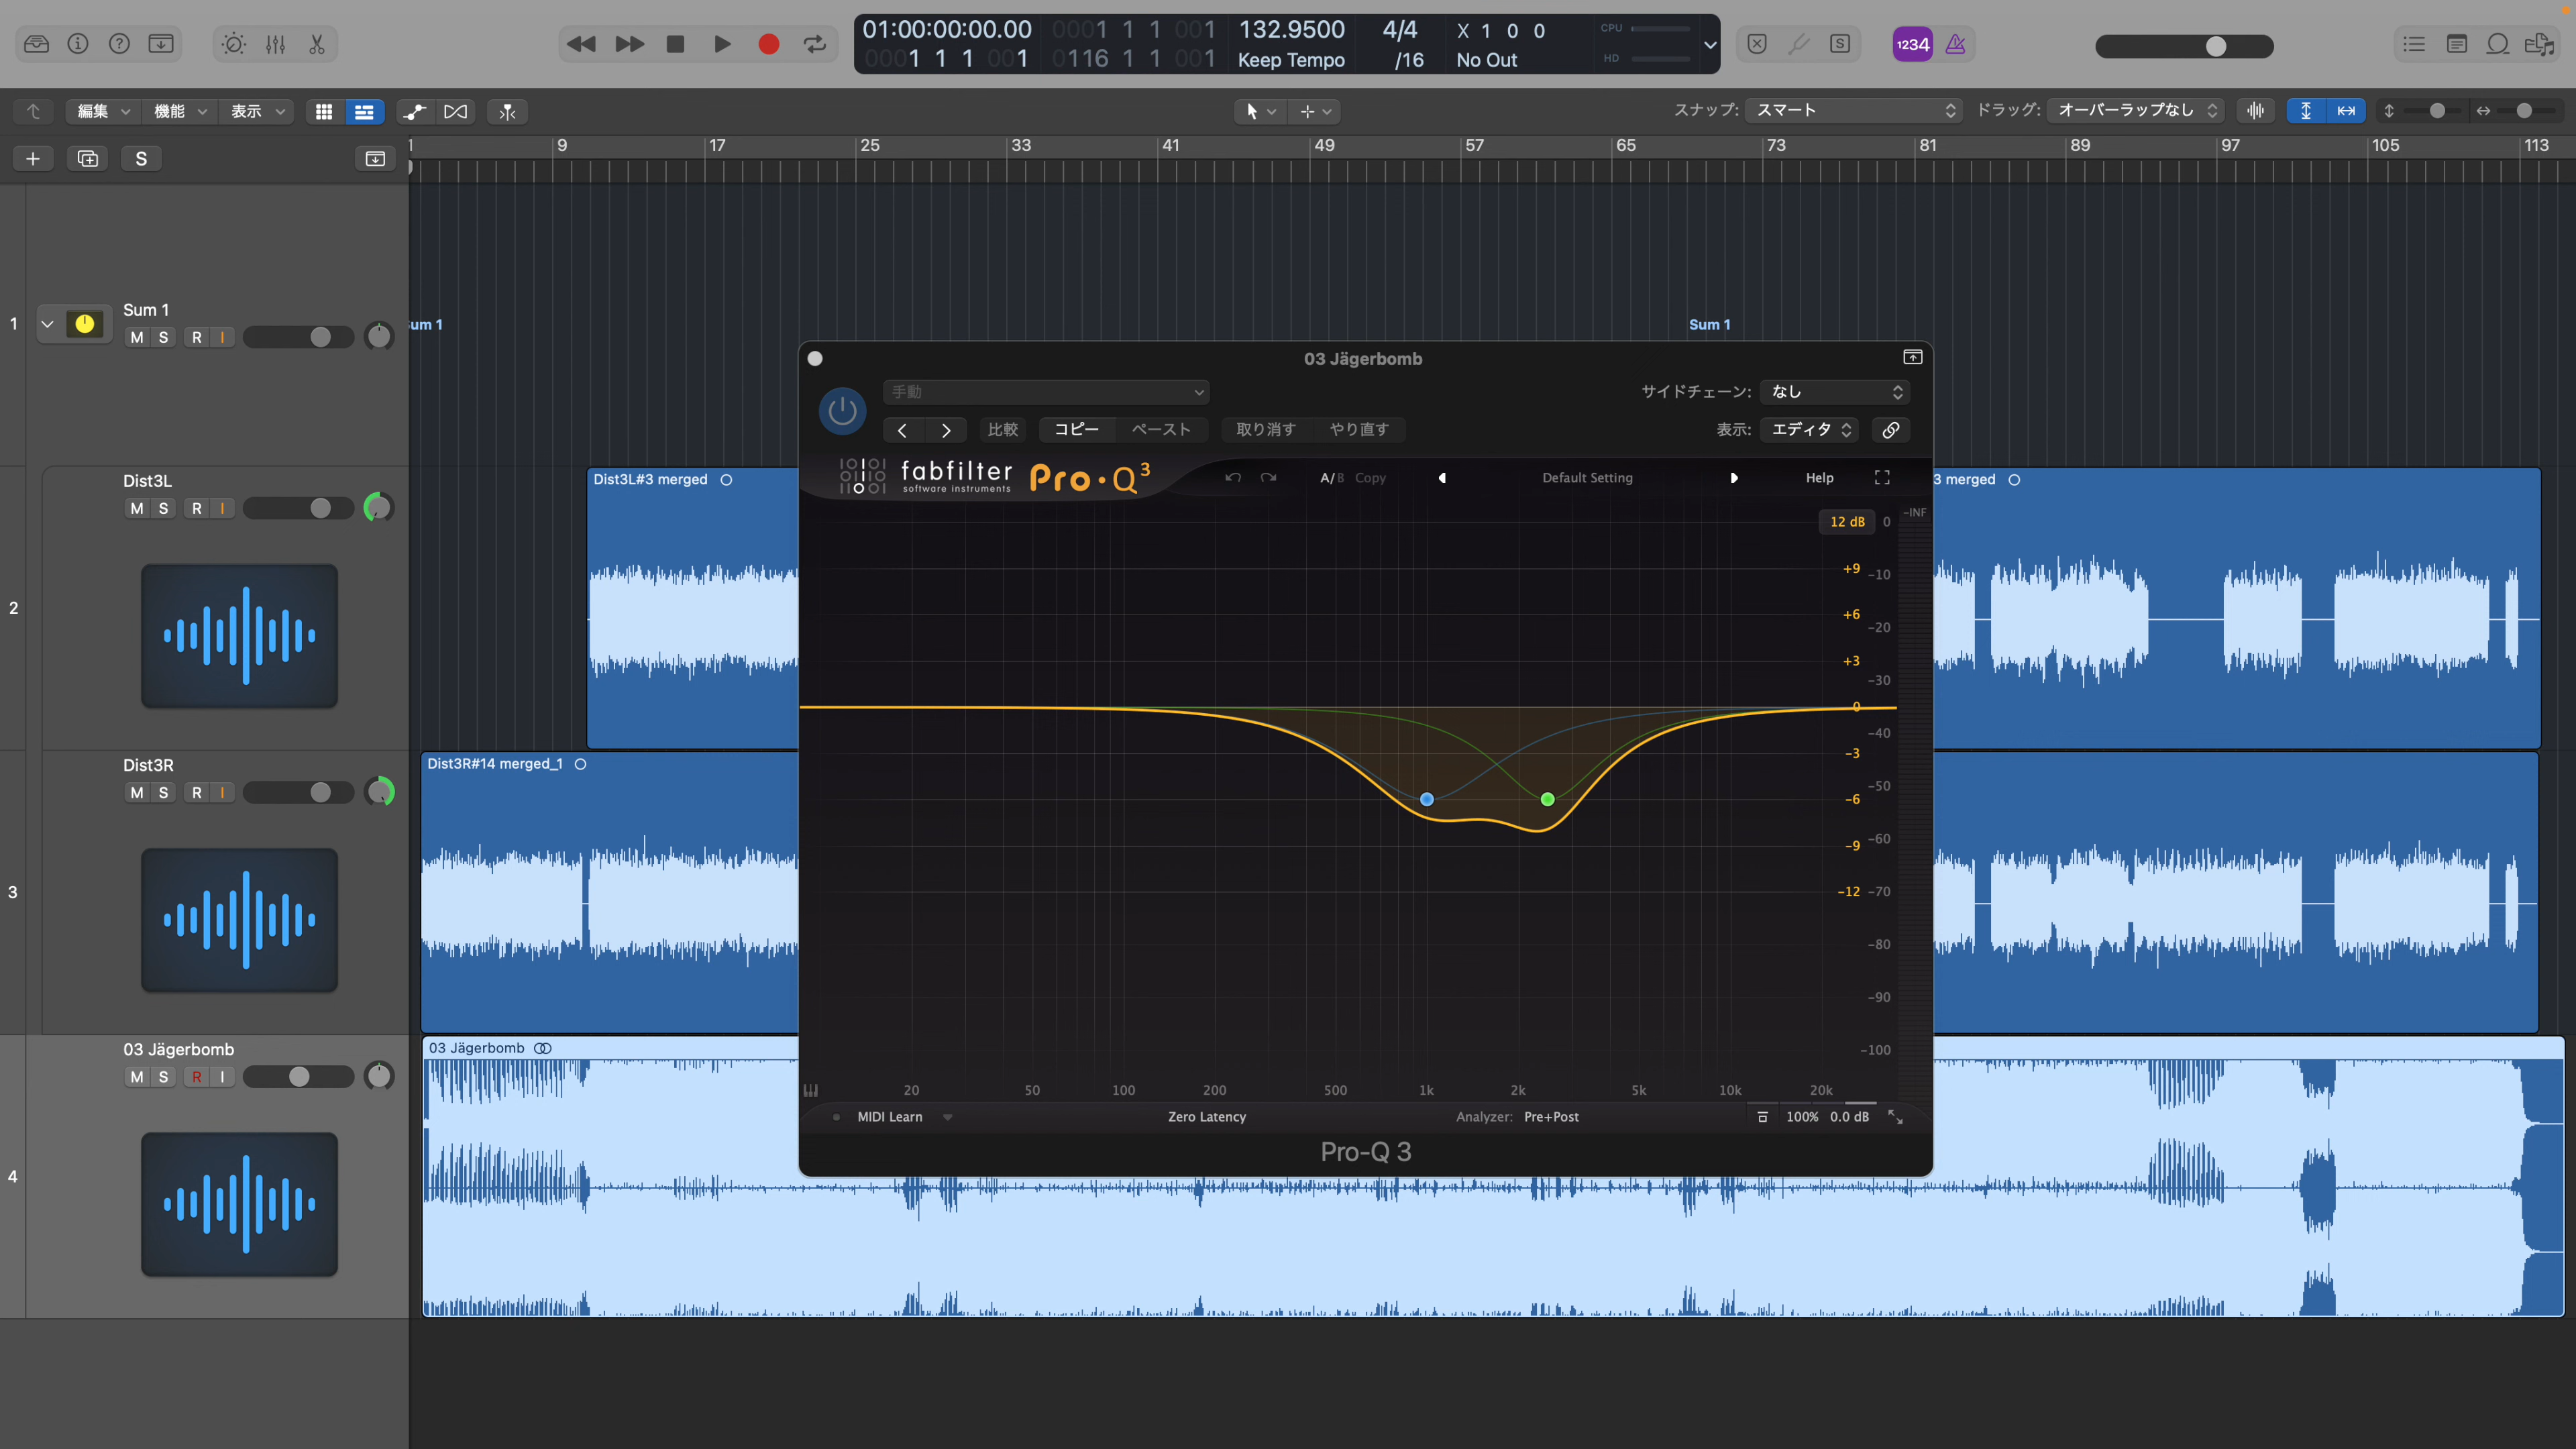 01:00:00:00.00 0001 1 1 001 132.9500 4/4 X 1 0 0 CPU
0001 1 1 001 0116 1 1 001 Keep Tempo /16 No Out HD
S
1234
編集 機能 表示
スナップ: スマート ドラッグ: オーバーラップなし
S
1 9 17 25 33 41 49 57 65 73 81 89 97 105 113
1
Sum 1
M S R I
Sum 1
Sum 1
2
Dist3L
M S R I
Dist3L#3 merged
3 merged
3
Dist3R
M S R I
Dist3R#14 merged_1
4
03 Jägerbomb
M S R I
03 Jägerbomb
03 Jägerbomb
手動
サイドチェーン: なし
比較 コピー ペースト 取り消す やり直す
表示: エディタ
fabfilter
software instruments
Pro・Q3
A/B Copy
Default Setting
Help
12 dB 0 -INF
+9 -10
+6 -20
+3 -30
0 -40
-3 -50
-6
-9 -60
-12 -70
-80
-90
-100
20 50 100 200 500 1k 2k 5k 10k 20k
MIDI Learn Zero Latency Analyzer: Pre+Post 100% 0.0 dB
Pro-Q 3